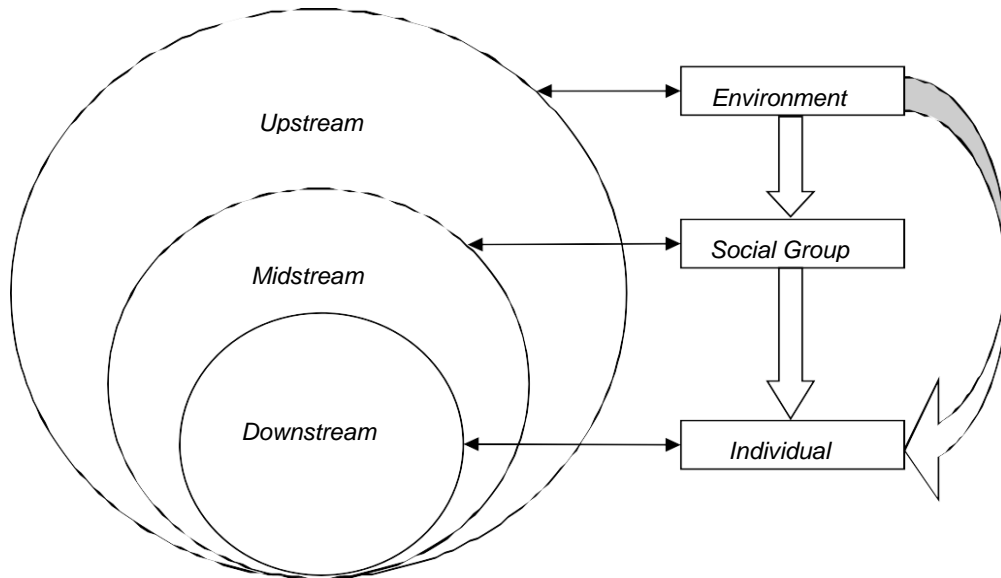 Upstream
Environment
Midstream
Social Group
Downstream
Individual